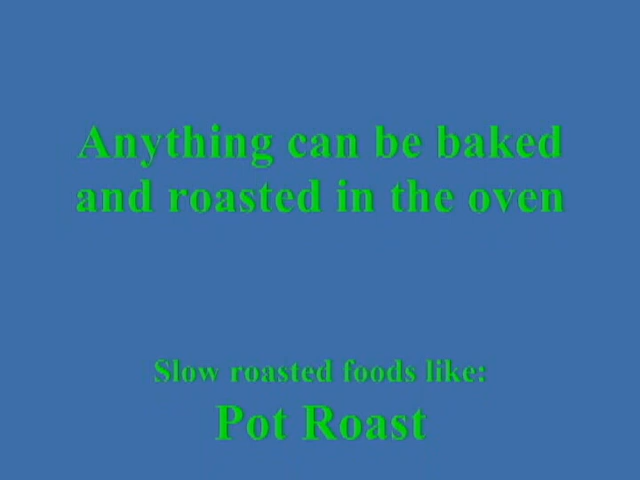 Anything can be baked
and roasted in the oven
Slow roasted foods like:
Pot Roast